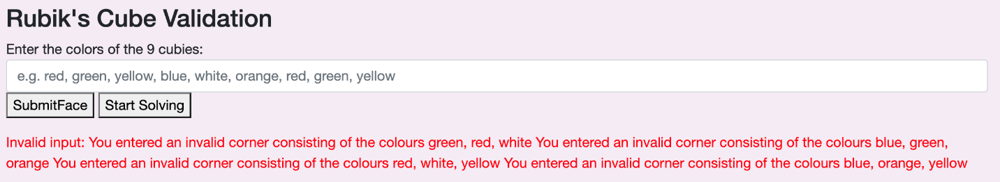 Rubik's Cube Validation
Enter the colors of the 9 cubies:
e.g. red, green, yellow, blue, white, orange, red, green, yellow
SubmitFace Start Solving
Invalid input: You entered an invalid corner consisting of the colours green, red, white You entered an invalid corner consisting of the colours blue, green,
orange You entered an invalid corner consisting of the colours red, white, yellow You entered an invalid corner consisting of the colours blue, orange, yellow